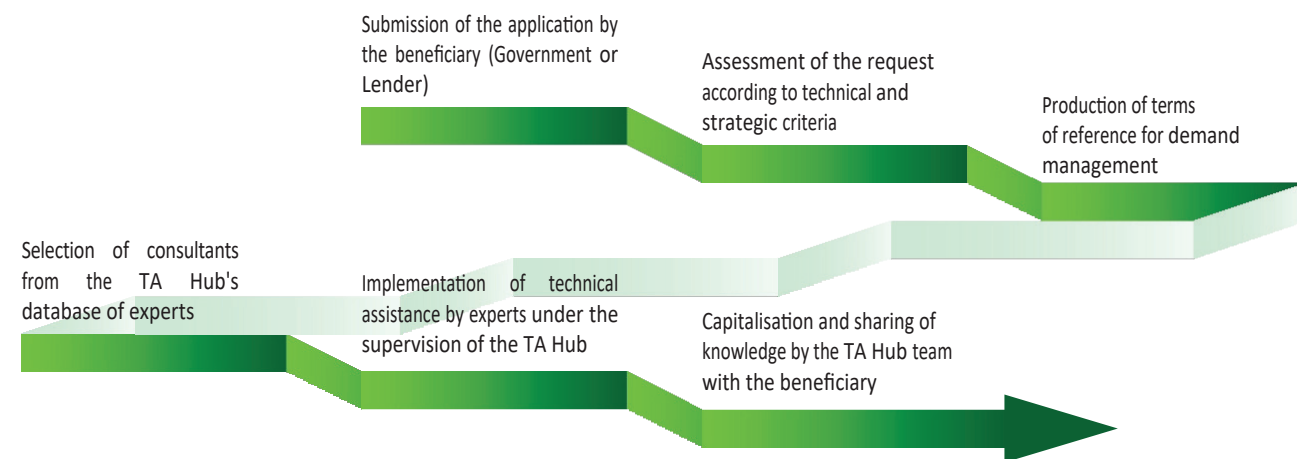 Submission of the application by
the beneficiary (Government or
Lender)
Assessment of the request
according to technical and
strategic criteria
Production of terms
of reference for demand
management
Selection of consultants
from the TA Hub's
database of experts
Implementation of technical
assistance by experts under the
supervision of the TA Hub
Capitalisation and sharing of
knowledge by the TA Hub team
with the beneficiary